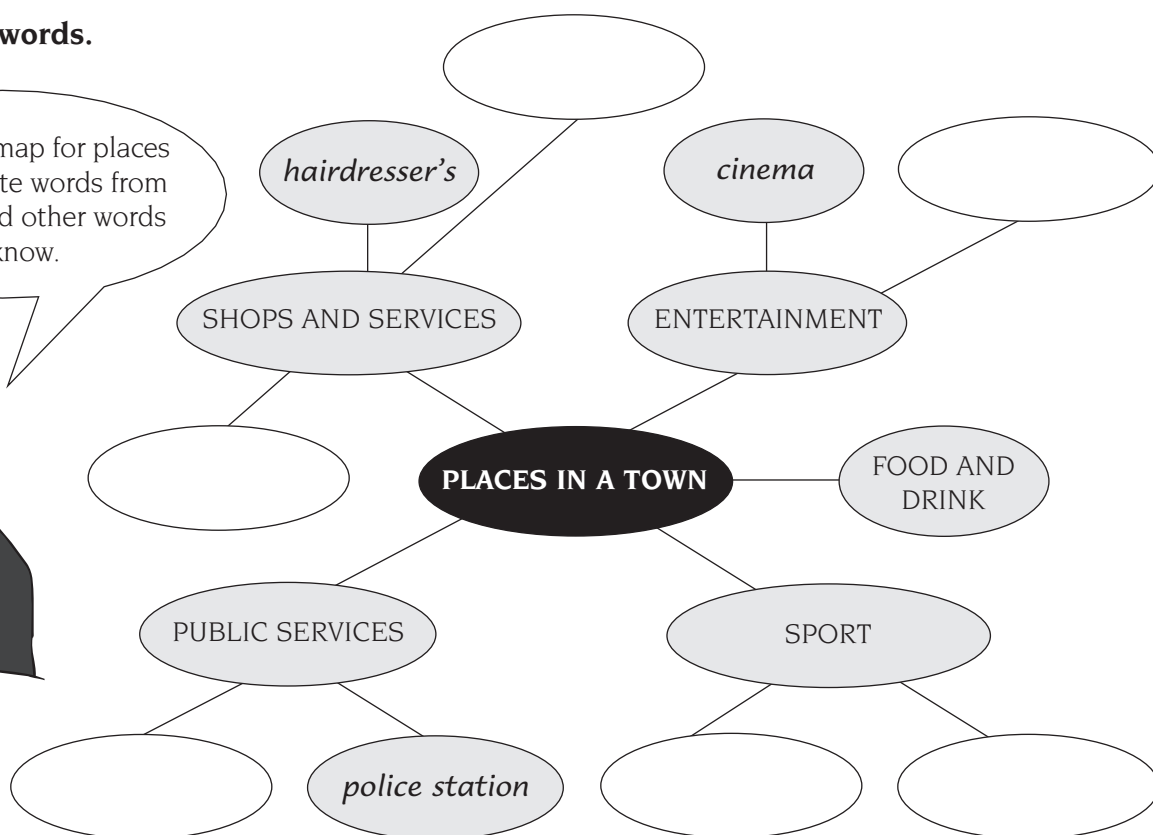 words.
map for places
te words from
d other words
know.
hairdresser's
cinema
SHOPS AND SERVICES
ENTERTAINMENT
PLACES IN A TOWN
FOOD AND
DRINK
PUBLIC SERVICES
SPORT
police station